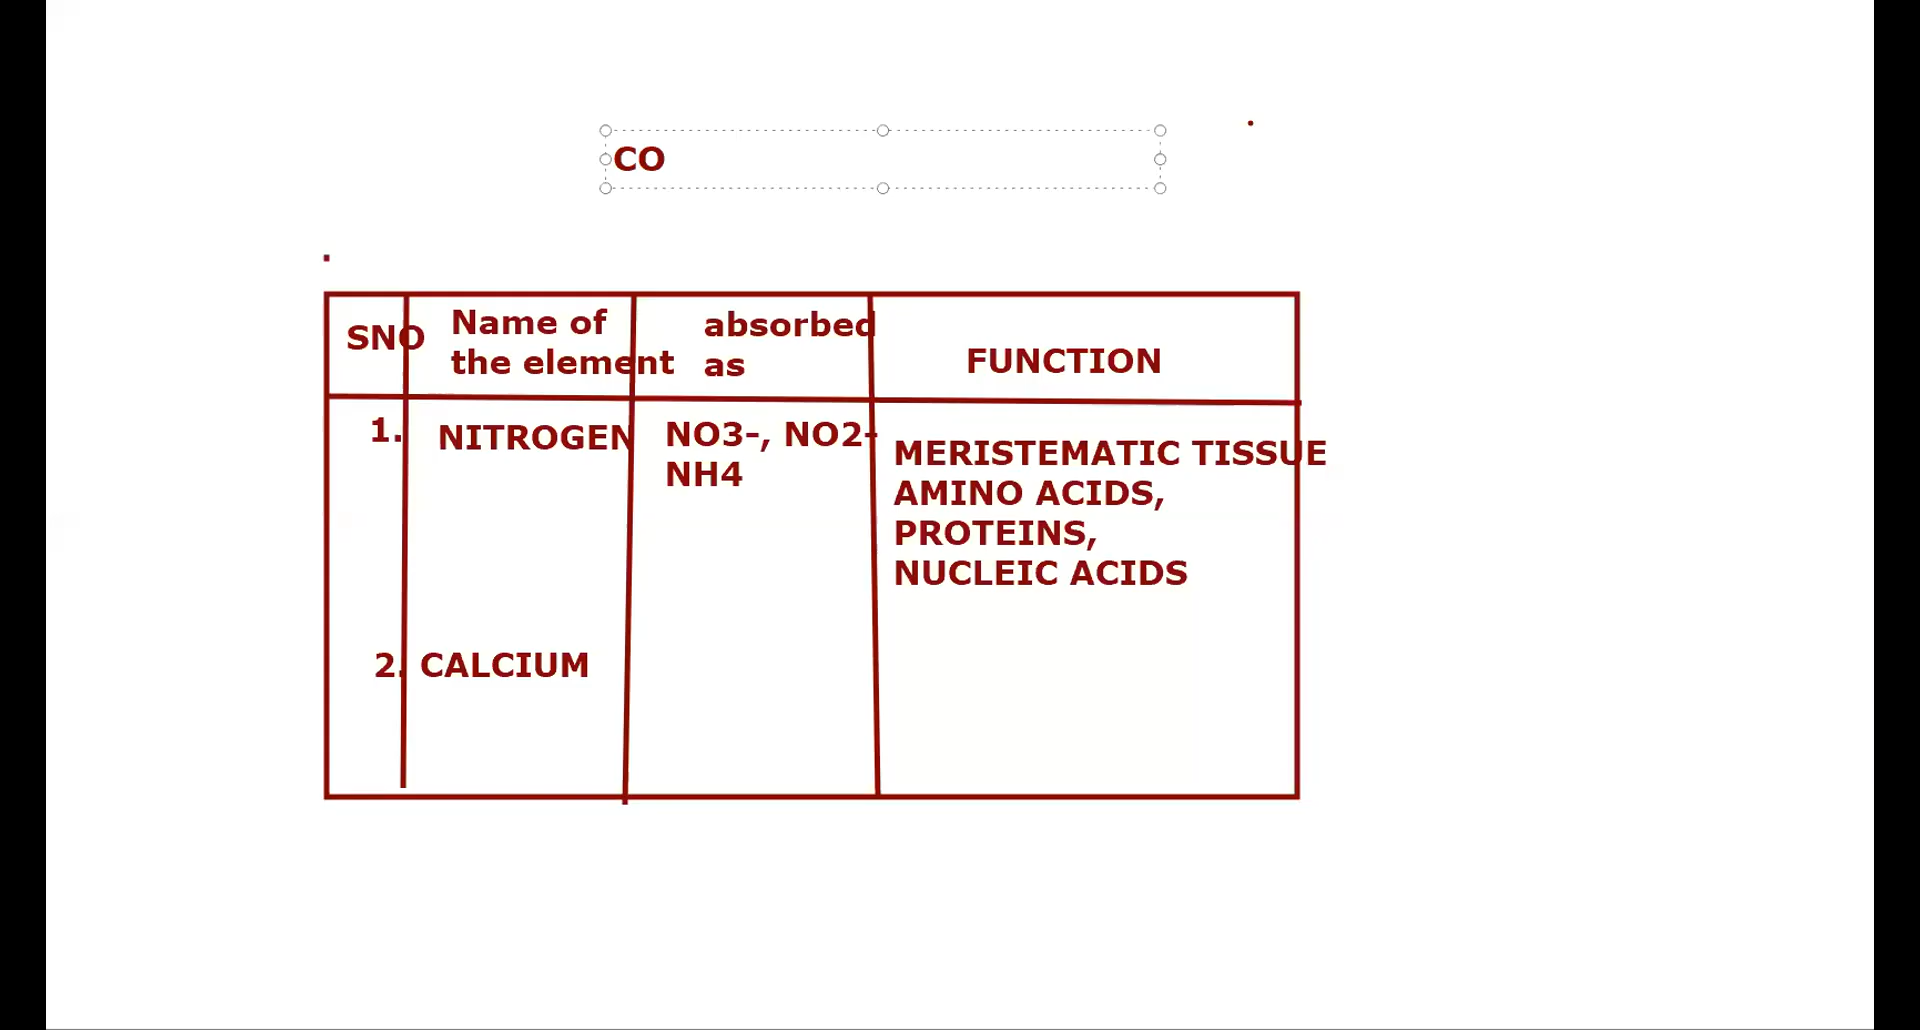 CO
SNO
Name of
the element
absorbed
as
FUNCTION
1.
NITROGEN
NO3-, NO2-
NH4
MERISTEMATIC TISSUE
AMINO ACIDS,
PROTEINS,
NUCLEIC ACIDS
2. CALCIUM